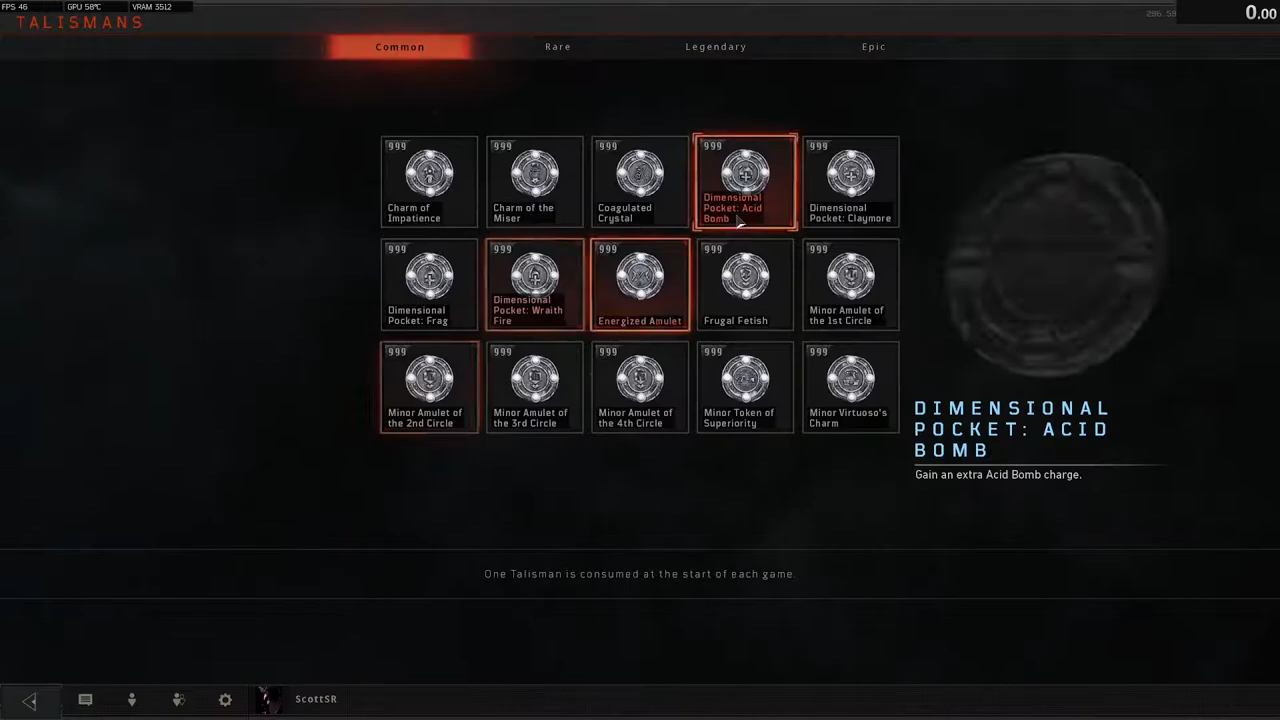 FPS 46 GPU 58°C VRAM 3512
TALISMANS
0.00
Common Rare Legendary Epic
999 999 999 999 999
Charm of
Impatience
Charm of the
Miser
Coagulated
Crystal
Dimensional
Pocket: Acid
Bomb
Dimensional
Pocket: Claymore
999 999 999 999 999
Dimensional
Pocket: Frag
Dimensional
Pocket: Wraith
Fire
Energized Amulet
Frugal Fetish
Minor Amulet of
the 1st Circle
999 999 999 999 999
Minor Amulet of
the 2nd Circle
Minor Amulet of
the 3rd Circle
Minor Amulet of
the 4th Circle
Minor Token of
Superiority
Minor Virtuoso's
Charm
DIMENSIONAL
POCKET: ACID
BOMB
Gain an extra Acid Bomb charge.
One Talisman is consumed at the start of each game.
ScottSR